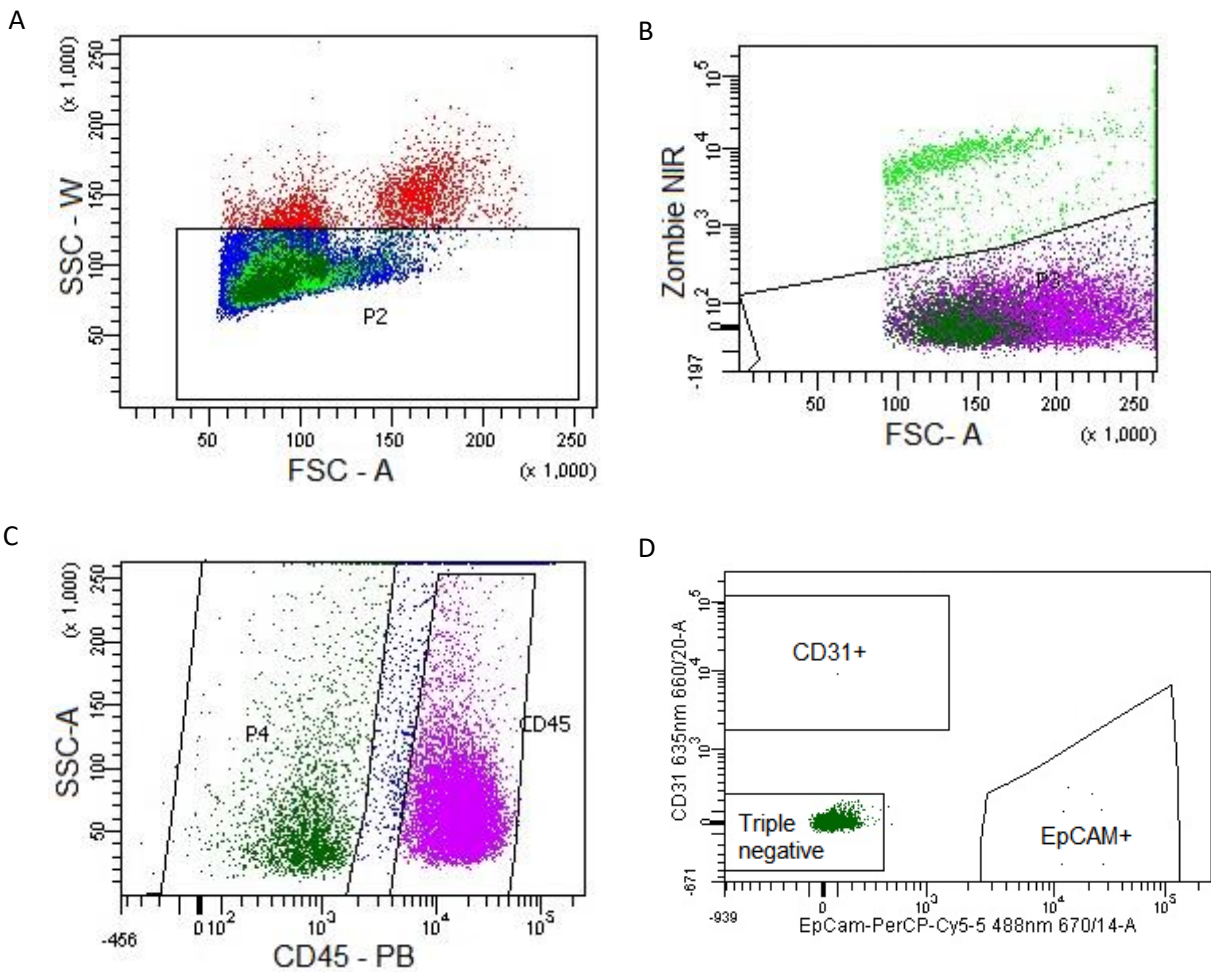 A
SSC - W
(x 1,000)
250
200
150
100
50
P2
50 100 150 200 250
FSC - A
(x 1,000)
B
Zombie NIR
10^5
10^4
10^3
10^2
0
-197
50 100 150 200 250
FSC- A
(x 1,000)
C
SSC-A
(x 1,000)
250
200
150
100
50
P4
CD45
-456
0 10^2 10^3 10^4 10^5
CD45 - PB
D
CD31 635nm 660/20-A
10^5
10^4
10^3
0
-671
CD31+
Triple
negative
EpCAM+
-939
0 10^3 10^4 10^5
EpCam-PerCP-Cy5-5 488nm 670/14-A